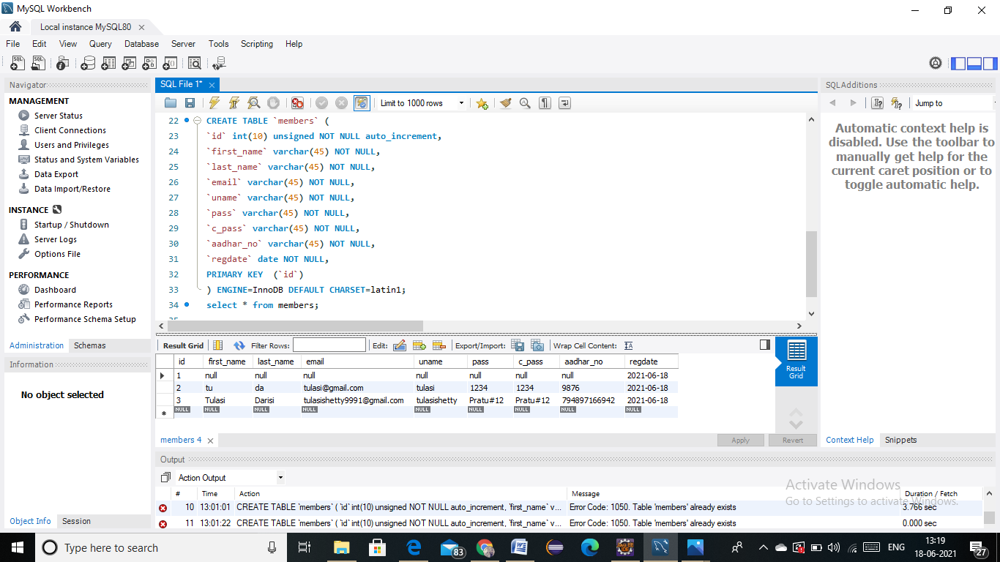 MySQL Workbench
Local instance MySQL80
File Edit View Query Database Server Tools Scripting Help
Navigator
MANAGEMENT
Server Status
Client Connections
Users and Privileges
Status and System Variables
Data Export
Data Import/Restore
INSTANCE
Startup / Shutdown
Server Logs
Options File
PERFORMANCE
Dashboard
Performance Reports
Performance Schema Setup
Administration Schemas
Information
No object selected
Object Info Session
SQL File 1*
Limit to 1000 rows
22 CREATE TABLE `members` (
23 `id` int(10) unsigned NOT NULL auto_increment,
24 `first_name` varchar(45) NOT NULL,
25 `last_name` varchar(45) NOT NULL,
26 `email` varchar(45) NOT NULL,
27 `uname` varchar(45) NOT NULL,
28 `pass` varchar(45) NOT NULL,
29 `c_pass` varchar(45) NOT NULL,
30 `aadhar_no` varchar(45) NOT NULL,
31 `regdate` date NOT NULL,
32 PRIMARY KEY  (`id`)
33 ) ENGINE=InnoDB DEFAULT CHARSET=latin1;
34 select * from members;
Result Grid Filter Rows: Edit: Export/Import: Wrap Cell Content:
id first_name last_name email uname pass c_pass aadhar_no regdate
1 null null null null null null null 2021-06-18
2 tu da tulasi@gmail.com tulasi 1234 1234 9876 2021-06-18
3 Tulasi Darisi tulasishetty9991@gmail.com tulasishetty Pratu#12 Pratu#12 794897166942 2021-06-18
NULL NULL NULL NULL NULL NULL NULL NULL NULL
Result
Grid
members 4
Apply Revert
SQLAdditions
Jump to
Automatic context help is
disabled. Use the toolbar to
manually get help for the
current caret position or to
toggle automatic help.
Context Help Snippets
Output
Action Output
# Time Action Message Duration / Fetch
10 13:01:01 CREATE TABLE `members` ( `id` int(10) unsigned NOT NULL auto_increment, `first_name` v... Error Code: 1050. Table 'members' already exists 3.766 sec
11 13:01:22 CREATE TABLE `members` ( `id` int(10) unsigned NOT NULL auto_increment, `first_name` v... Error Code: 1050. Table 'members' already exists 0.000 sec
Activate Windows
Go to Settings to activate Windows.
Type here to search
83
ENG
13:19
18-06-2021
27